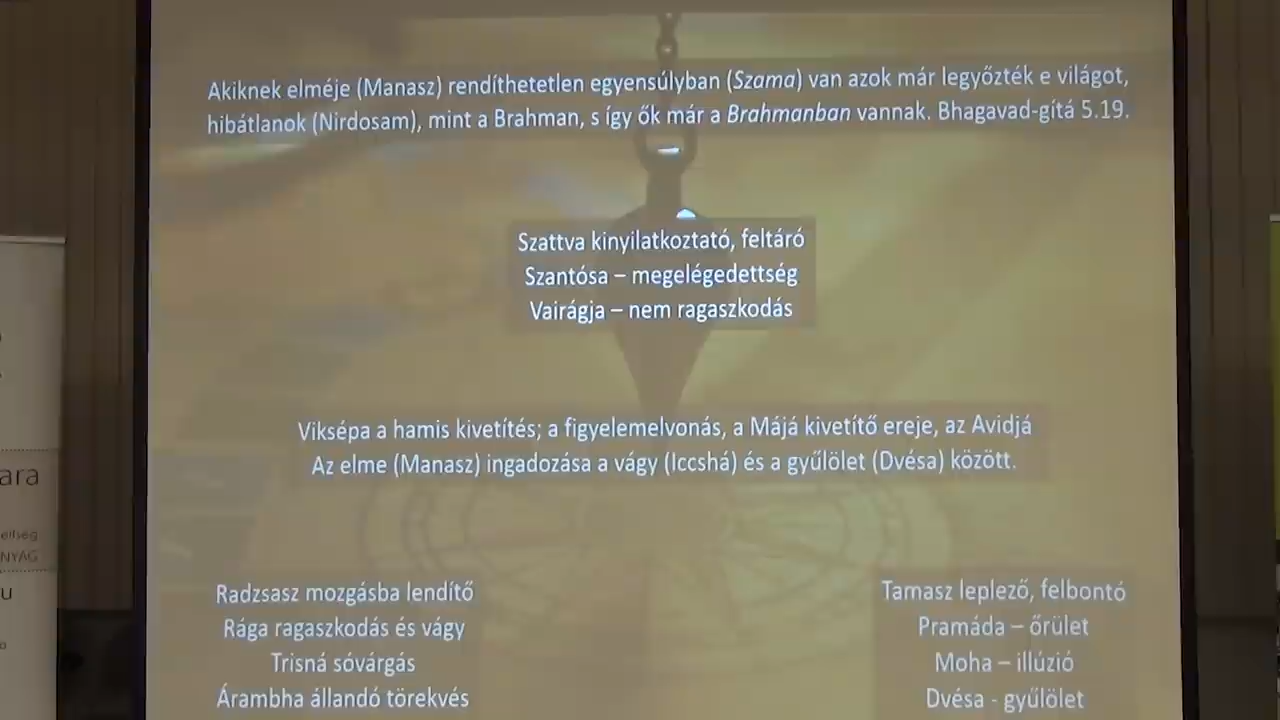 Akiknek elméje (Manasz) rendíthetetlen egyensúlyban (Szama) van azok már legyőzték e világot,
hibátlanok (Nirdosam), mint a Brahman, s így ők már a Brahmanban vannak. Bhagavad-gítá 5.19.
Szattva kinyilatkoztató, feltáró
Szantósa – megelégedettség
Vairágja – nem ragaszkodás
Viksépa a hamis kivetítés; a figyelemelvonás, a Májá kivetítő ereje, az Avidjá
Az elme (Manasz) ingadozása a vágy (Iccshá) és a gyűlölet (Dvésa) között.
Radzsasz mozgásba lendítő
Rága ragaszkodás és vágy
Trisná sóvárgás
Árambha állandó törekvés
Tamasz leplező, felbontó
Pramáda – őrület
Moha – illúzió
Dvésa - gyűlölet
ara
NYAG
u